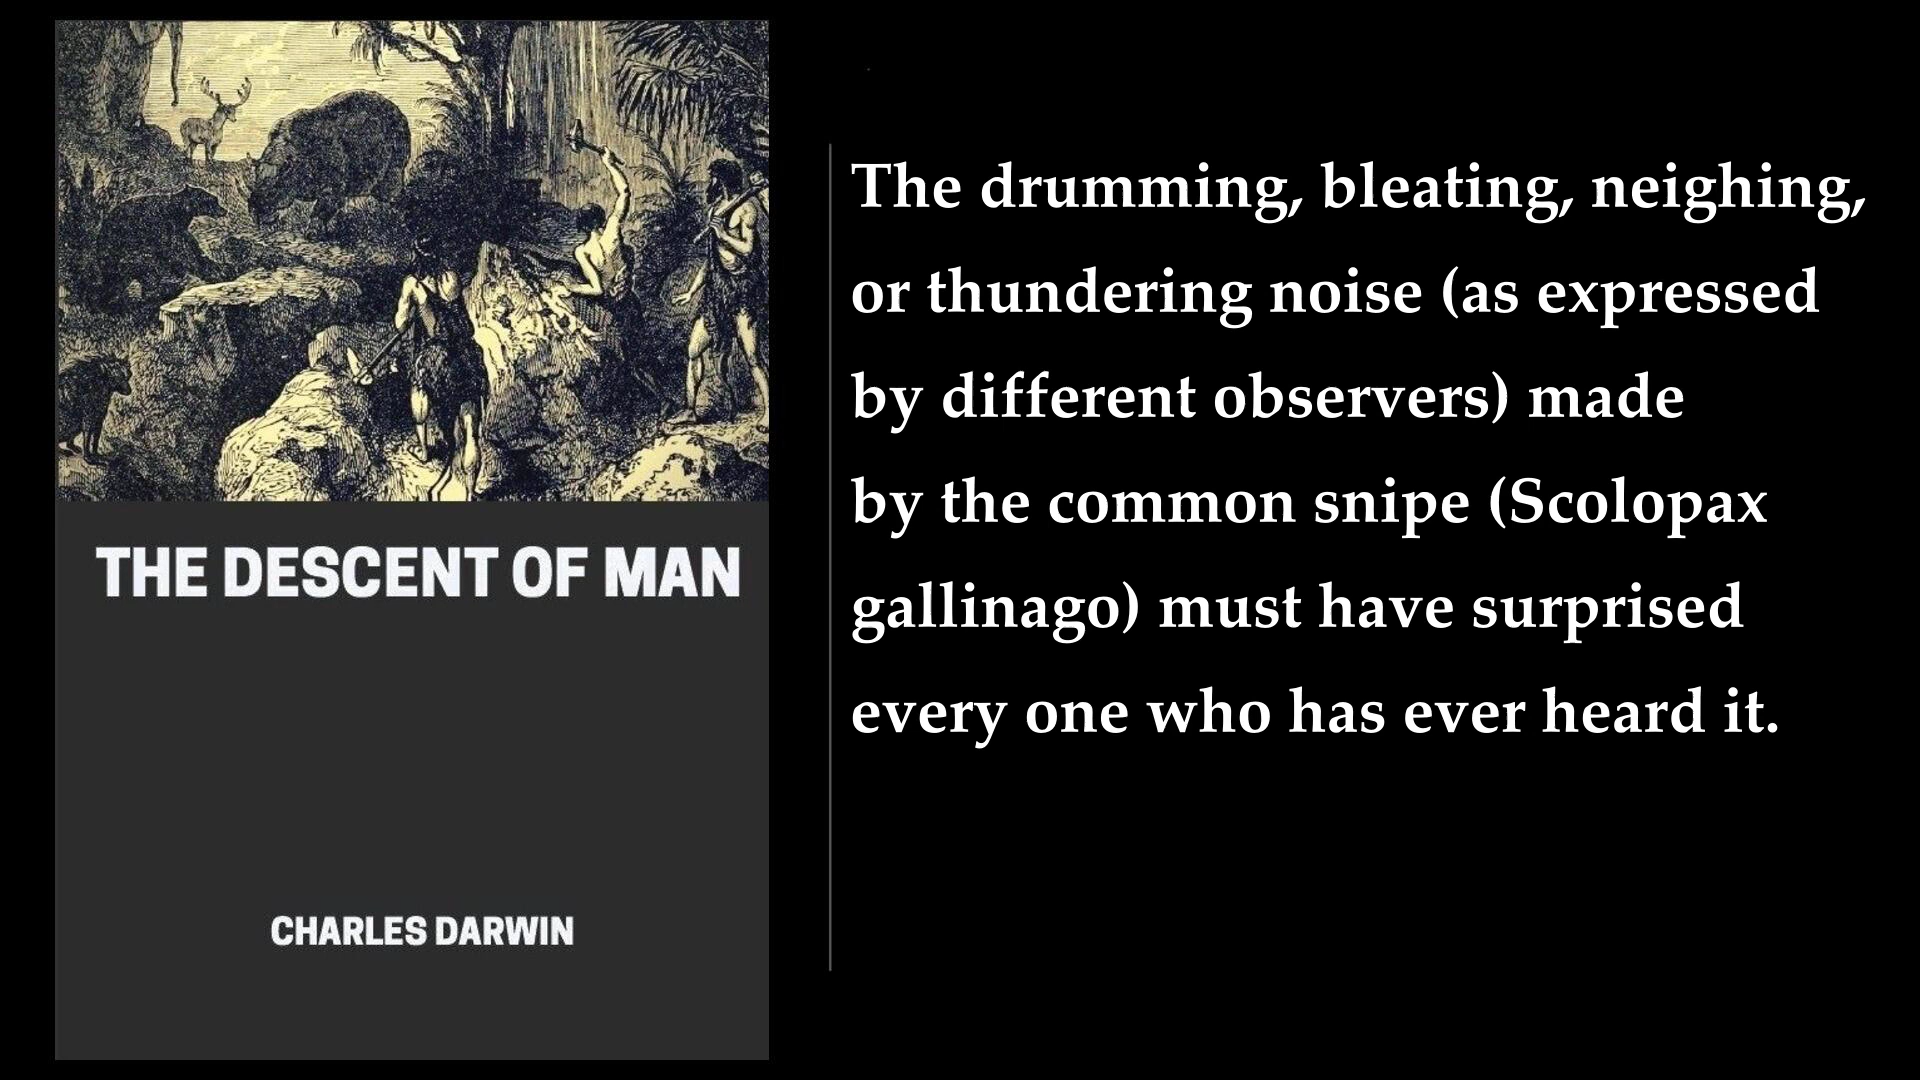 THE DESCENT OF MAN
CHARLES DARWIN
The drumming, bleating, neighing,
or thundering noise (as expressed
by different observers) made
by the common snipe (Scolopax
gallinago) must have surprised
every one who has ever heard it.